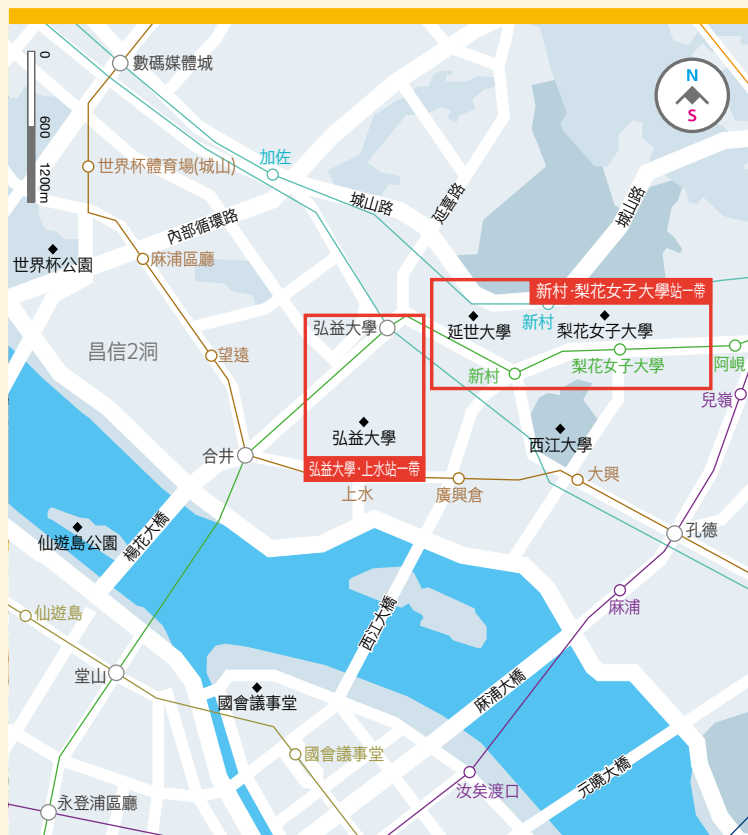 數碼媒體城
0
600
1200m
N
S
世界杯體育場(城山)
加佐
城山路
延喜路
城山路
內部循環路
世界杯公園
麻浦區廳
新村·梨花女子大學站一帶
弘益大學
延世大學
新村
梨花女子大學
昌信2洞
望遠
新村
梨花女子大學
阿峴
兒嶺
弘益大學
西江大學
合井
弘益大學·上水站一帶
上水
廣興倉
大興
楊花大橋
仙遊島公園
孔德
仙遊島
西江大橋
麻浦
堂山
國會議事堂
麻浦大橋
國會議事堂
汝矣渡口
元曉大橋
永登浦區廳